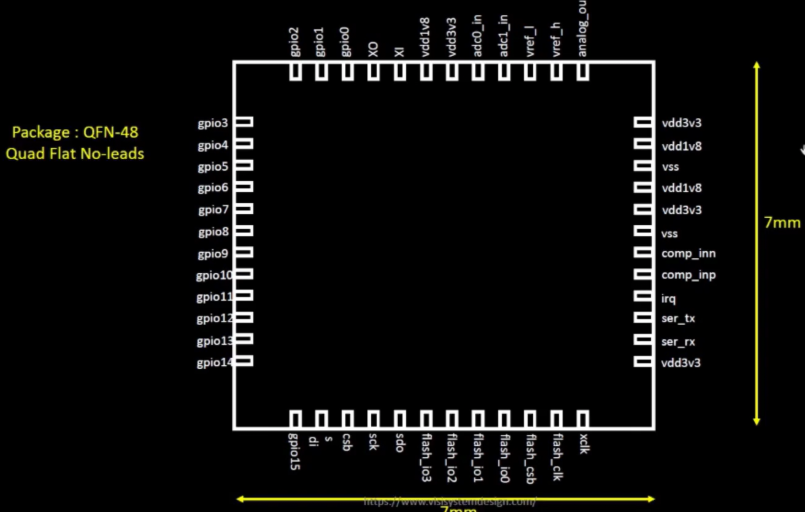 gpio2
gpio1
gpio0
XO
XI
vdd1v8
vdd3v3
adc0_in
adc1_in
vref_l
vref_h
Package : QFN-48
Quad Flat No-leads
gpio3
gpio4
gpio5
gpio6
gpio7
gpio8
gpio9
gpio10
gpio11
gpio12
gpio13
gpio14
vdd3v3
vdd1v8
vss
vdd1v8
vdd3v3
vss
comp_inn
comp_inp
irq
ser_tx
ser_rx
vdd3v3
7mm
gpio15
s
di
csb
sck
sdo
flash_io3
flash_io2
flash_io1
flash_io0
flash_csb
flash_clk
xclk
https://www.vlsisystemdesign.com/
7mm